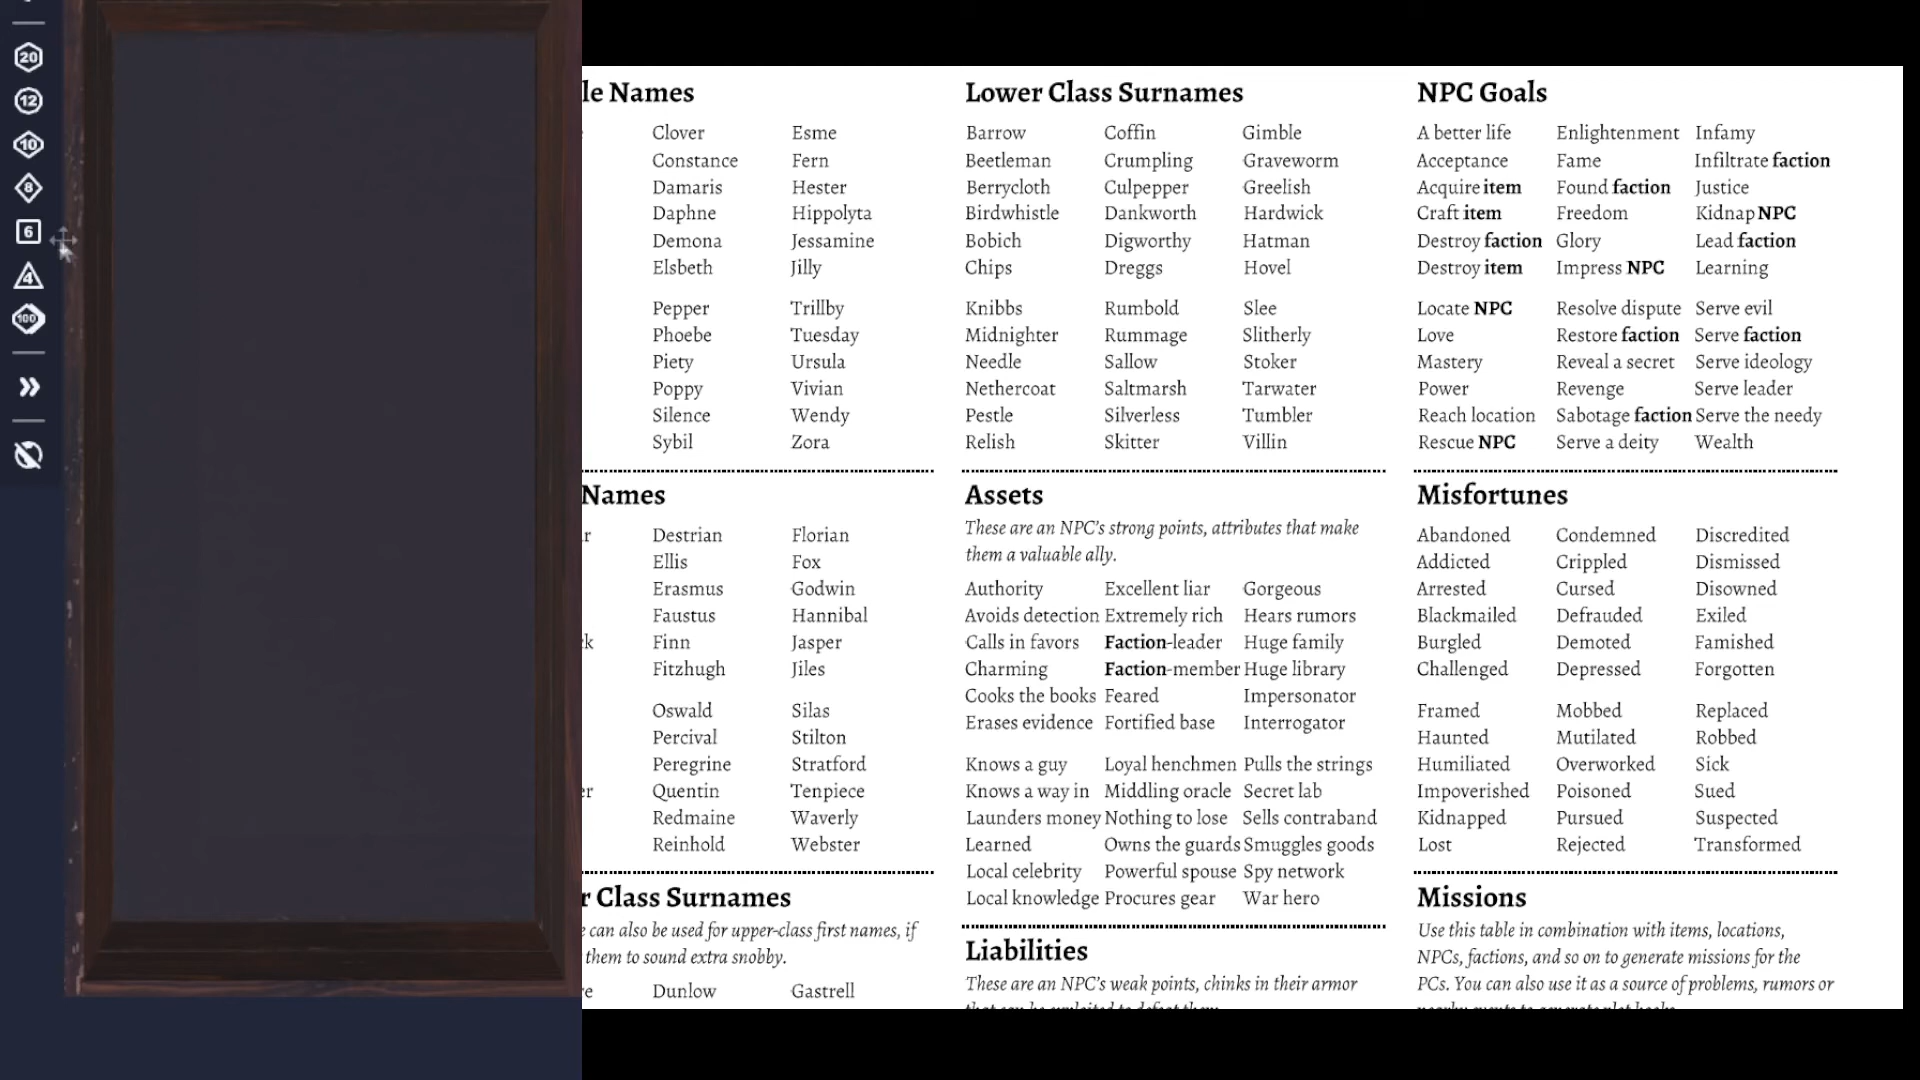 20
12
10
8
6
4
100
le Names
Clover Esme
Constance Fern
Damaris Hester
Daphne Hippolyta
Demona Jessamine
Elsbeth Jilly
Pepper Trillby
Phoebe Tuesday
Piety Ursula
Poppy Vivian
Silence Wendy
Sybil Zora
Names
r Destrian Florian
Ellis Fox
Erasmus Godwin
Faustus Hannibal
k Finn Jasper
Fitzhugh Jiles
Oswald Silas
Percival Stilton
Peregrine Stratford
er Quentin Tenpiece
Redmaine Waverly
Reinhold Webster
r Class Surnames
e can also be used for upper-class first names, if
them to sound extra snobby.
re Dunlow Gastrell
Lower Class Surnames
Barrow Coffin Gimble
Beetleman Crumpling Graveworm
Berrycloth Culpepper Greelish
Birdwhistle Dankworth Hardwick
Bobich Digworthy Hatman
Chips Dreggs Hovel
Knibbs Rumbold Slee
Midnighter Rummage Slitherly
Needle Sallow Stoker
Nethercoat Saltmarsh Tarwater
Pestle Silverless Tumbler
Relish Skitter Villin
Assets
These are an NPC's strong points, attributes that make
them a valuable ally.
Authority Excellent liar Gorgeous
Avoids detection Extremely rich Hears rumors
Calls in favors Faction-leader Huge family
Charming Faction-member Huge library
Cooks the books Feared Impersonator
Erases evidence Fortified base Interrogator
Knows a guy Loyal henchmen Pulls the strings
Knows a way in Middling oracle Secret lab
Launders money Nothing to lose Sells contraband
Learned Owns the guards Smuggles goods
Local celebrity Powerful spouse Spy network
Local knowledge Procures gear War hero
Liabilities
These are an NPC's weak points, chinks in their armor
that can be exploited to defeat them.
NPC Goals
A better life Enlightenment Infamy
Acceptance Fame Infiltrate faction
Acquire item Found faction Justice
Craft item Freedom Kidnap NPC
Destroy faction Glory Lead faction
Destroy item Impress NPC Learning
Locate NPC Resolve dispute Serve evil
Love Restore faction Serve faction
Mastery Reveal a secret Serve ideology
Power Revenge Serve leader
Reach location Sabotage faction Serve the needy
Rescue NPC Serve a deity Wealth
Misfortunes
Abandoned Condemned Discredited
Addicted Crippled Dismissed
Arrested Cursed Disowned
Blackmailed Defrauded Exiled
Burgled Demoted Famished
Challenged Depressed Forgotten
Framed Mobbed Replaced
Haunted Mutilated Robbed
Humiliated Overworked Sick
Impoverished Poisoned Sued
Kidnapped Pursued Suspected
Lost Rejected Transformed
Missions
Use this table in combination with items, locations,
NPCs, factions, and so on to generate missions for the
PCs. You can also use it as a source of problems, rumors or
nearby events to generate plot hooks.